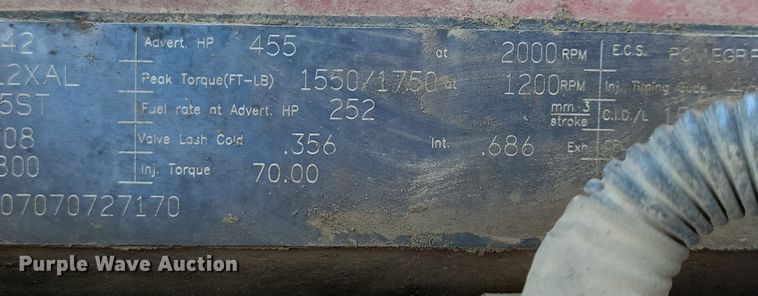 42 Advert. HP 455 at 2000 RPM E.C.S.
.2XAL Peak Torque(FT-LB) 1550/1750 at 1200 RPM Inj. Timing Code
5ST Fuel rate at Advert. HP 252 mm-3/stroke C.I.D./L
/08 Valve Lash Cold .356 Int. .686 Exh
800 Inj. Torque 70.00
07070727170
Purple Wave Auction